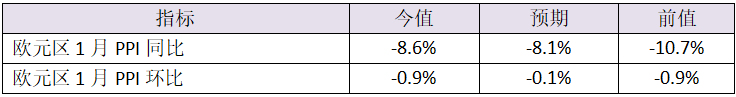 指标 今值 预期 前值
欧元区 1 月 PPI 同比 -8.6% -8.1% -10.7%
欧元区 1 月 PPI 环比 -0.9% -0.1% -0.9%